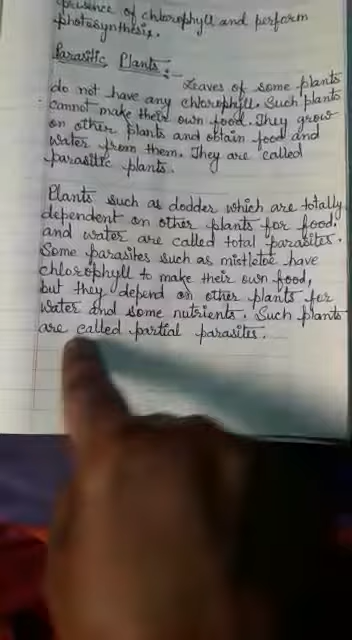 presence of chlorophyll and perform
photosynthesis.
Parasitic Plants :- Leaves of some plants
do not have any chlorophyll. Such plants
cannot make their own food. They grow
on other plants and obtain food and
water from them. They are called
parasitic plants.
Plants such as dodder which are totally
dependent on other plants for food.
and water are called total parasites.
Some parasites such as mistletoe have
chlorophyll to make their own food,
but they depend on other plants for
water and some nutrients. Such plants
are called partial parasites.